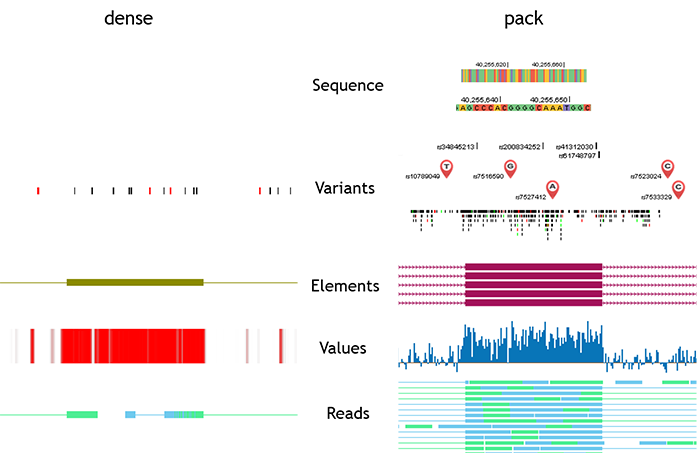 dense pack
Sequence
40,255,620| 40,255,660|
40,255,640| 40,255,650|
GAGCCCACGGGGCAAATGGC
rs34845213 rs200834252 rs41312030
rs61748797
Variants
T G C
rs10789049 rs7516590 rs7523024
A C
rs7527412 rs7533329
Elements
Values
Reads